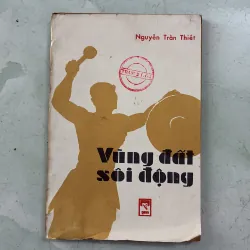 Nguyễn Trần Thiết
Vùng đất
sôi động